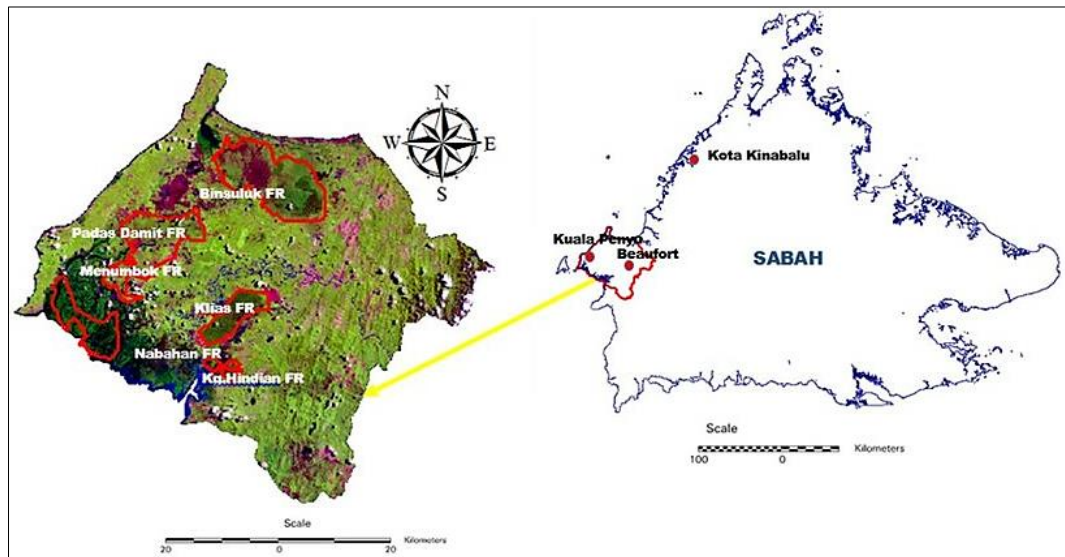 N
W
E
S
Binsuluk FR
Padas Damit FR
Menumbok FR
Klias FR
Nabahan FR
Kg.Hindian FR
Scale
20 0 20 Kilometers
Kota Kinabalu
Kuala Penyo
Beaufort
SABAH
Scale
100 0 Kilometers